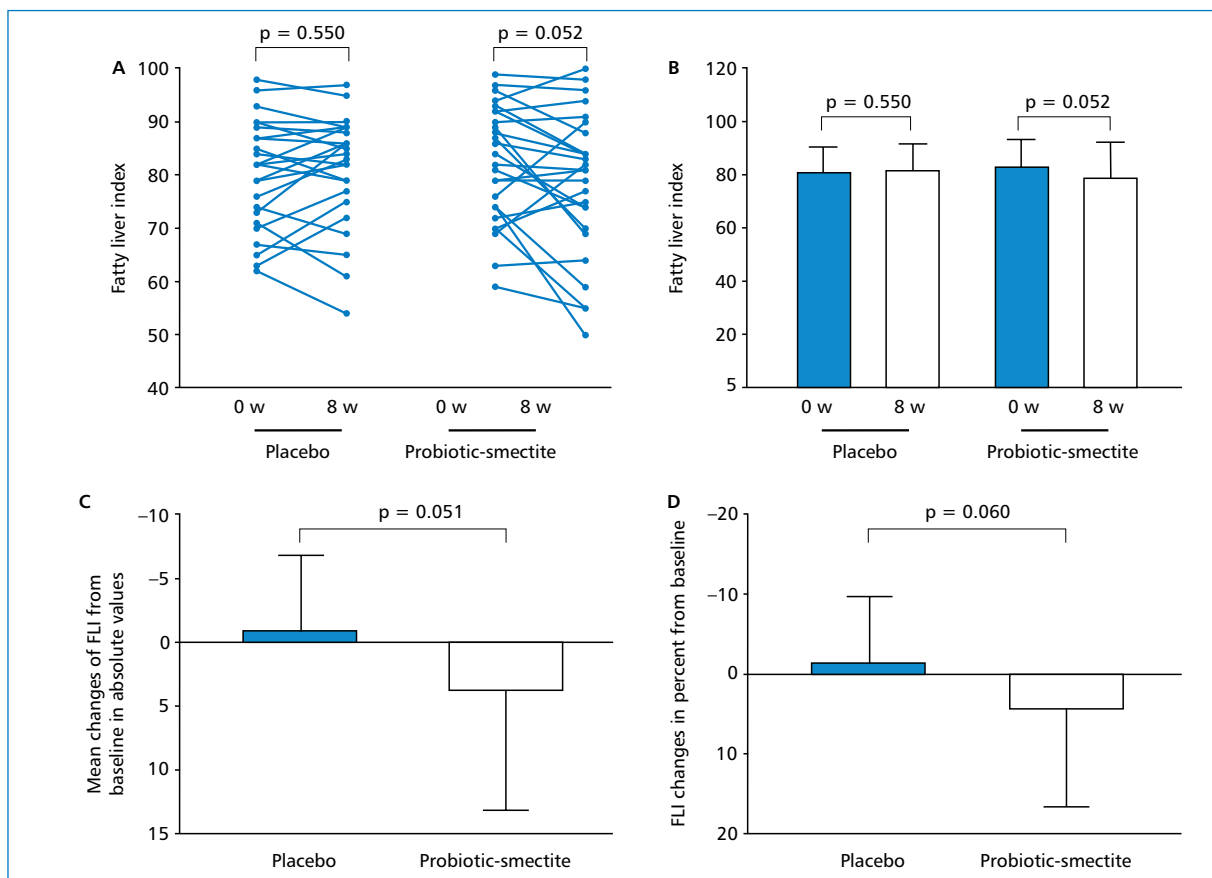 A
p = 0.550
p = 0.052
Fatty liver index
100
90
80
70
60
50
40
0 w
8 w
0 w
8 w
Placebo
Probiotic-smectite
B
p = 0.550
p = 0.052
Fatty liver index
120
100
80
60
40
20
5
0 w
8 w
0 w
8 w
Placebo
Probiotic-smectite
C
p = 0.051
Mean changes of FLI from
baseline in absolute values
−10
−5
0
5
10
15
Placebo
Probiotic-smectite
D
p = 0.060
FLI changes in percent from baseline
−20
−10
0
10
20
Placebo
Probiotic-smectite